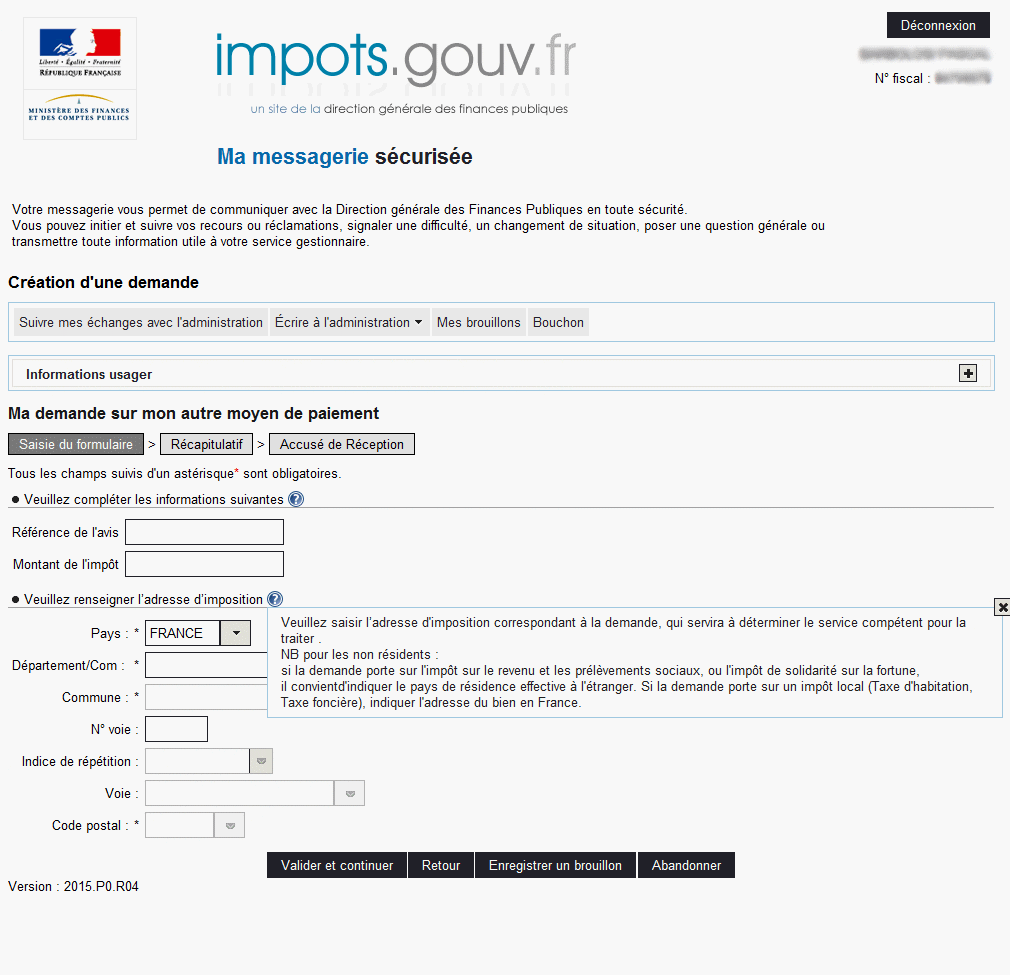 Déconnexion
Liberté • Égalité • Fraternité
RÉPUBLIQUE FRANÇAISE
MINISTÈRE DES FINANCES
ET DES COMPTES PUBLICS
impots.gouv.fr
un site de la direction générale des finances publiques
N° fiscal :
Ma messagerie sécurisée
Votre messagerie vous permet de communiquer avec la Direction générale des Finances Publiques en toute sécurité.
Vous pouvez initier et suivre vos recours ou réclamations, signaler une difficulté, un changement de situation, poser une question générale ou
transmettre toute information utile à votre service gestionnaire.
Création d'une demande
Suivre mes échanges avec l'administration Écrire à l'administration Mes brouillons Bouchon
Informations usager
Ma demande sur mon autre moyen de paiement
Saisie du formulaire > Récapitulatif > Accusé de Réception
Tous les champs suivis d'un astérisque* sont obligatoires.
● Veuillez compléter les informations suivantes ?
Référence de l'avis
Montant de l'impôt
● Veuillez renseigner l'adresse d'imposition ?
Veuillez saisir l'adresse d'imposition correspondant à la demande, qui servira à déterminer le service compétent pour la
traiter .
NB pour les non résidents :
si la demande porte sur l'impôt sur le revenu et les prélèvements sociaux, ou l'impôt de solidarité sur la fortune,
il convientd'indiquer le pays de résidence effective à l'étranger. Si la demande porte sur un impôt local (Taxe d'habitation,
Taxe foncière), indiquer l'adresse du bien en France.
Pays : * FRANCE
Département/Com : *
Commune : *
N° voie :
Indice de répétition :
Voie :
Code postal : *
Valider et continuer Retour Enregistrer un brouillon Abandonner
Version : 2015.P0.R04